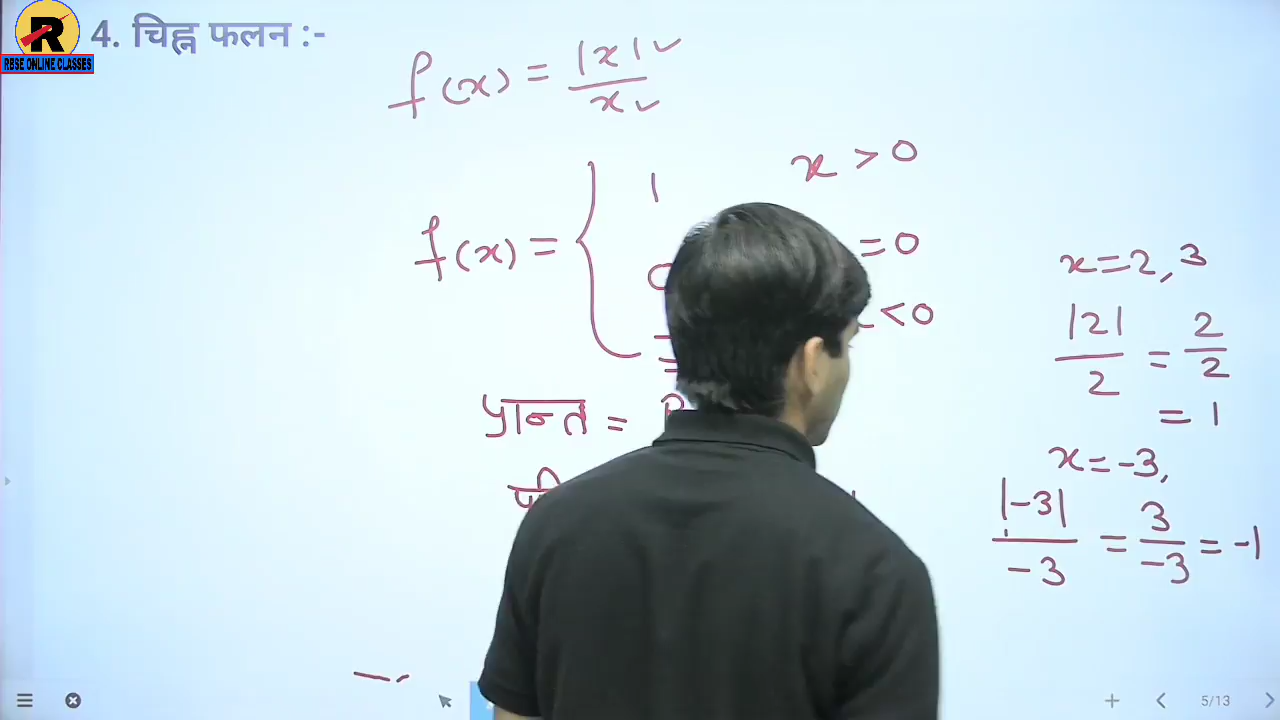 R
RBSE ONLINE CLASSES
4. चिह्न फलन :-
f(x) = |x| / x
f(x) = { 1 x > 0
= 0
< 0
प्रान्त = R
x = 2, 3
|2| / 2 = 2 / 2
= 1
x = -3,
|-3| / -3 = 3 / -3 = -1
5/13